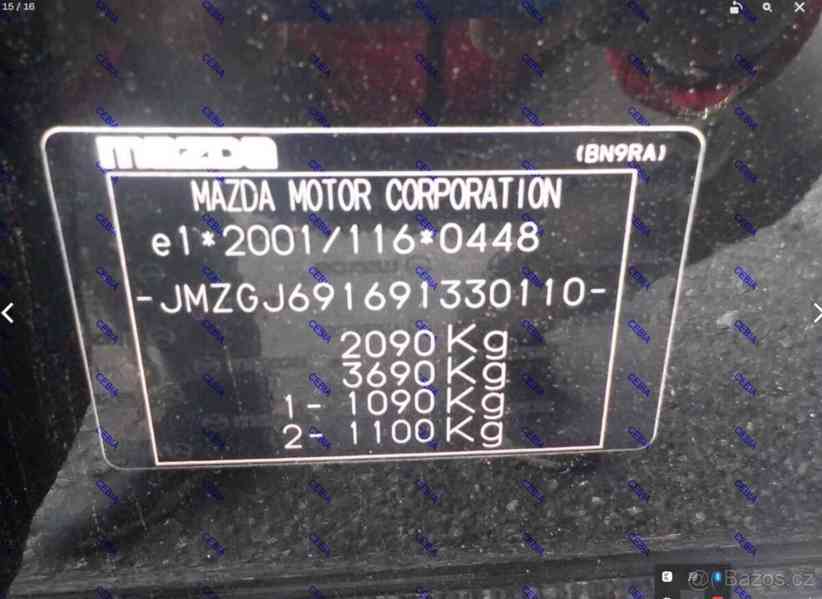 15 / 16
mazda
(BN9RA)
MAZDA MOTOR CORPORATION
e1*2001/116*0448
-JMZGJ691691330110-
2090 Kg
3690 Kg
1- 1090 Kg
2- 1100 Kg
CEBIA
Bazos.cz